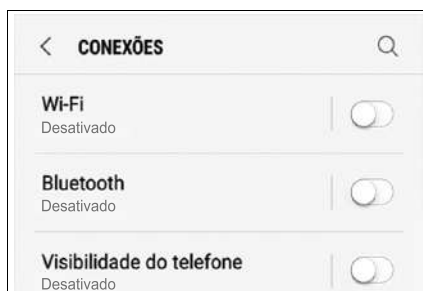 CONEXÕES
Wi-Fi
Desativado
Bluetooth
Desativado
Visibilidade do telefone
Desativado